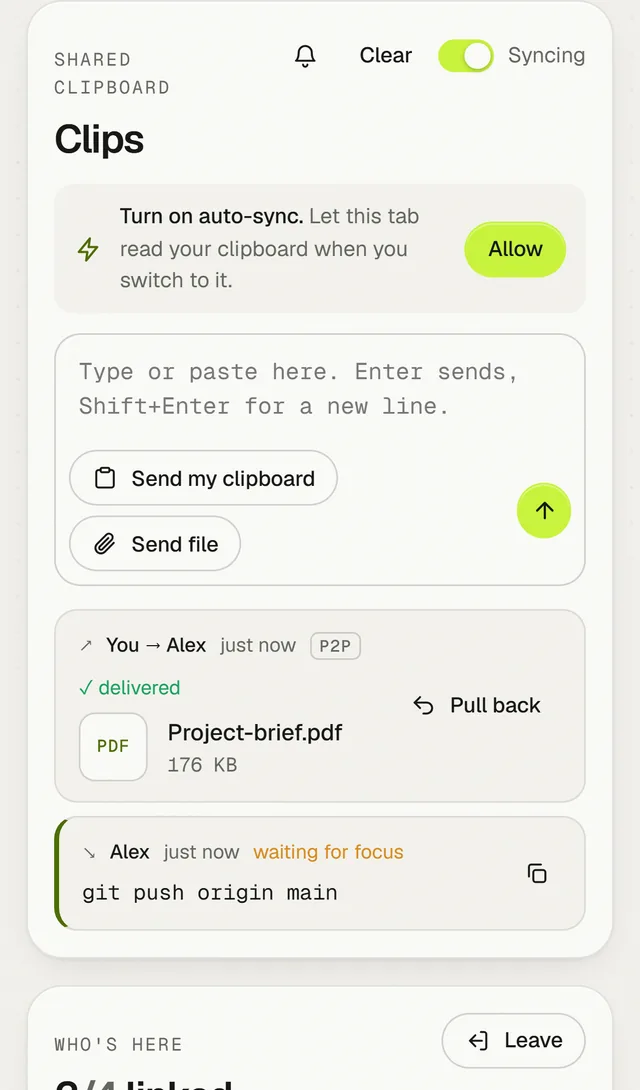 SHARED
CLIPBOARD
Clear
Syncing
Clips
Turn on auto-sync. Let this tab
read your clipboard when you
switch to it.
Allow
Type or paste here. Enter sends,
Shift+Enter for a new line.
Send my clipboard
Send file
↗ You → Alex just now P2P
✓ delivered
Pull back
PDF
Project-brief.pdf
176 KB
↘ Alex just now waiting for focus
git push origin main
WHO'S HERE
Leave
linked